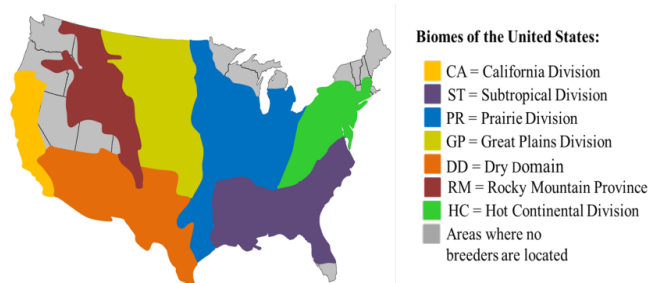 Biomes of the United States:
CA = California Division
ST = Subtropical Division
PR = Prairie Division
GP = Great Plains Division
DD = Dry Domain
RM = Rocky Mountain Province
HC = Hot Continental Division
Areas where no
breeders are located